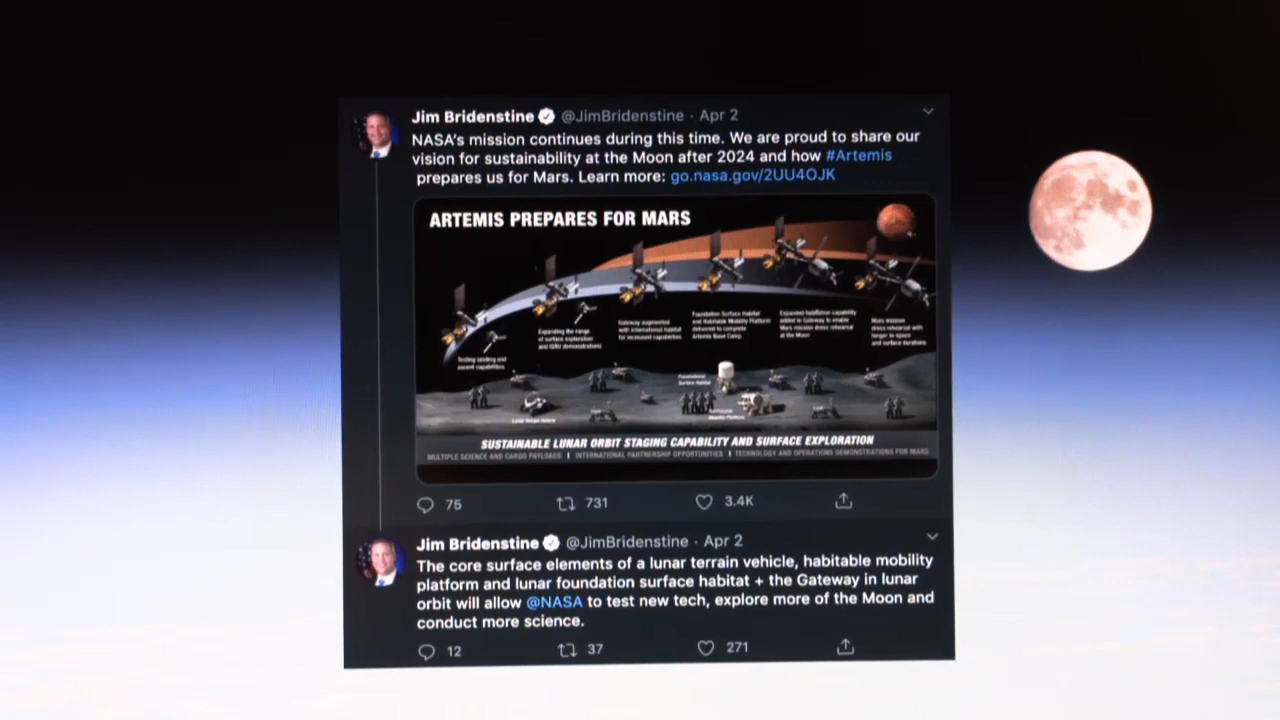 Jim Bridenstine @JimBridenstine · Apr 2
NASA's mission continues during this time. We are proud to share our
vision for sustainability at the Moon after 2024 and how #Artemis
prepares us for Mars. Learn more: go.nasa.gov/2UU4OJK
ARTEMIS PREPARES FOR MARS
Testing landing and
ascent capabilities
Expanding the range
of surface exploration
and ISRU demonstrations
Gateway augmented
with international habitat
for increased capabilities
Foundation Surface Habitat
and Habitable Mobility Platform
delivered to complete
Artemis Base Camp
Expanded habitation capability
added to Gateway to enable
Mars mission dress rehearsal
at the Moon
Mars mission
dress rehearsal with
longer in-space
and surface durations
Foundational
Surface Habitat
Lunar Terrain Vehicle
Mobility Platform
SUSTAINABLE LUNAR ORBIT STAGING CAPABILITY AND SURFACE EXPLORATION
MULTIPLE SCIENCE AND CARGO PAYLOADS | INTERNATIONAL PARTNERSHIP OPPORTUNITIES | TECHNOLOGY AND OPERATIONS DEMONSTRATIONS FOR MARS
75 731 3.4K
Jim Bridenstine @JimBridenstine · Apr 2
The core surface elements of a lunar terrain vehicle, habitable mobility
platform and lunar foundation surface habitat + the Gateway in lunar
orbit will allow @NASA to test new tech, explore more of the Moon and
conduct more science.
12 37 271